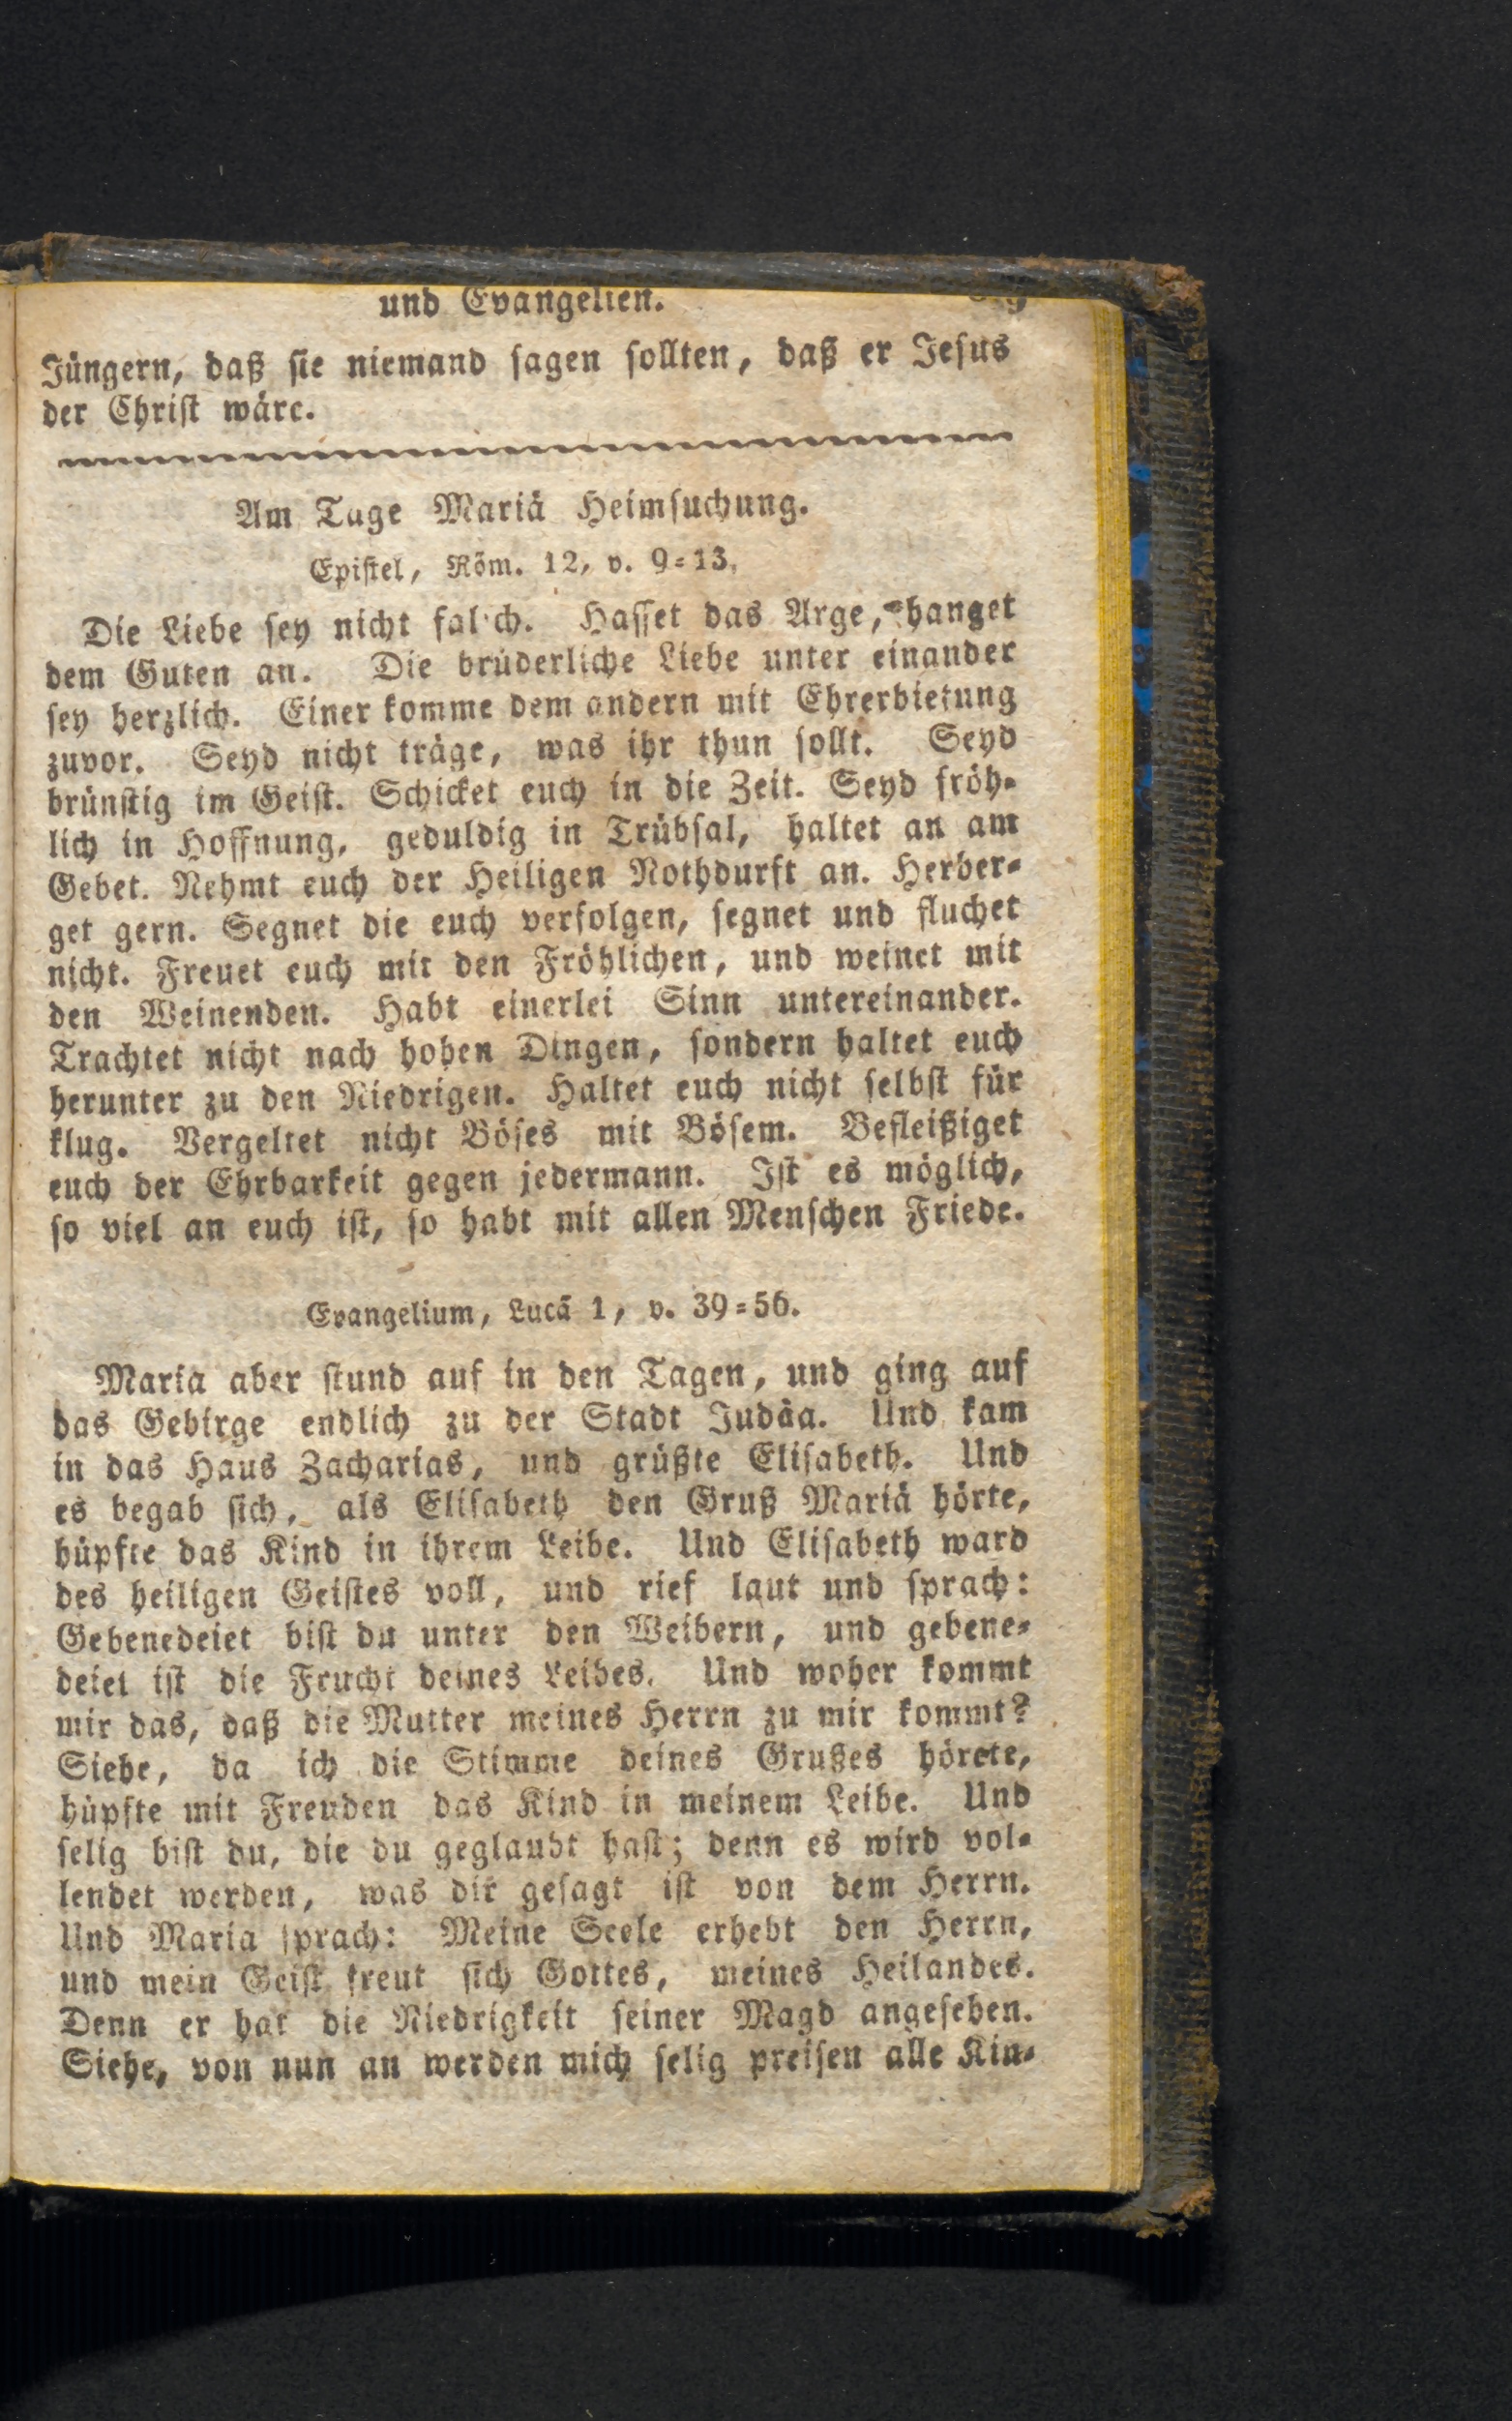 und Evangelien.
Jüngern, daß sie niemand sagen sollten, daß er Jesus
der Christ wäre.
Am Tage Mariä Heimsuchung.
Epistel, Röm. 12, v. 9=13.
Die Liebe sey nicht falsch. Hasset das Arge, hanget
dem Guten an. Die brüderliche Liebe unter einander
sey herzlich. Einer komme dem andern mit Ehrerbietung
zuvor. Seyd nicht träge, was ihr thun sollt. Seyd
brünstig im Geist. Schicket euch in die Zeit. Seyd fröh=
lich in Hoffnung, geduldig in Trübsal, haltet an am
Gebet. Nehmt euch der Heiligen Nothdurft an. Herber=
get gern. Segnet die euch verfolgen, segnet und fluchet
nicht. Freuet euch mit den Fröhlichen, und weinet mit
den Weinenden. Habt einerlei Sinn untereinander.
Trachtet nicht nach hohen Dingen, sondern haltet euch
herunter zu den Niedrigen. Haltet euch nicht selbst für
klug. Vergeltet nicht Böses mit Bösem. Befleißiget
euch der Ehrbarkeit gegen jedermann. Ist es möglich,
so viel an euch ist, so habt mit allen Menschen Friede.
Evangelium, Lucä 1, v. 39=56.
Maria aber stund auf in den Tagen, und ging auf
das Gebirge endlich zu der Stadt Judäa. Und kam
in das Haus Zacharias, und grüßte Elisabeth. Und
es begab sich, als Elisabeth den Gruß Mariä hörte,
hüpfte das Kind in ihrem Leibe. Und Elisabeth ward
des heiligen Geistes voll, und rief laut und sprach:
Gebenedeiet bist du unter den Weibern, und gebene=
deiet ist die Frucht deines Leibes. Und woher kommt
mir das, daß die Mutter meines Herrn zu mir kommt?
Siehe, da ich die Stimme deines Grußes hörete,
hüpfte mit Freuden das Kind in meinem Leibe. Und
selig bist du, die du geglaubt hast; denn es wird vol=
lendet werden, was dir gesagt ist von dem Herrn.
Und Maria sprach: Meine Seele erhebt den Herrn,
und mein Geist freut sich Gottes, meines Heilandes.
Denn er hat die Niedrigkeit seiner Magd angesehen.
Siehe, von nun an werden mich selig preisen alle Kin=